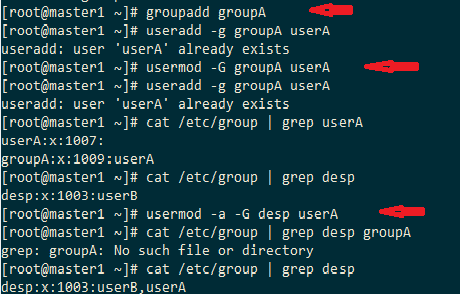 [root@master1 ~]# groupadd groupA
[root@master1 ~]# useradd -g groupA userA
useradd: user 'userA' already exists
[root@master1 ~]# usermod -G groupA userA
[root@master1 ~]# useradd -g groupA userA
useradd: user 'userA' already exists
[root@master1 ~]# cat /etc/group | grep userA
userA:x:1007:
groupA:x:1009:userA
[root@master1 ~]# cat /etc/group | grep desp
desp:x:1003:userB
[root@master1 ~]# usermod -a -G desp userA
[root@master1 ~]# cat /etc/group | grep desp groupA
grep: groupA: No such file or directory
[root@master1 ~]# cat /etc/group | grep desp
desp:x:1003:userB,userA